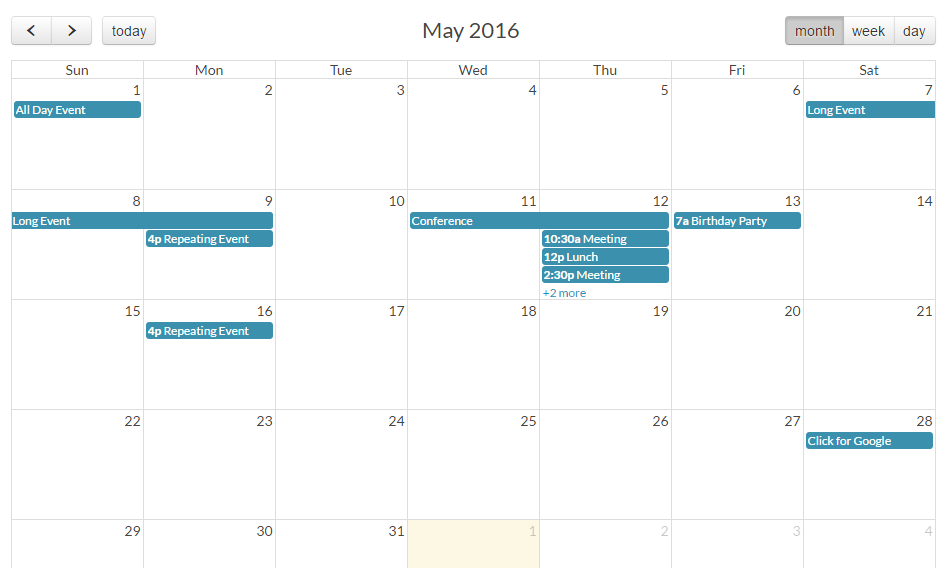 today May 2016 month week day
Sun Mon Tue Wed Thu Fri Sat
1 2 3 4 5 6 7
All Day Event Long Event
8 9 10 11 12 13 14
Long Event Conference 7a Birthday Party
4p Repeating Event 10:30a Meeting
12p Lunch
2:30p Meeting
+2 more
15 16 17 18 19 20 21
4p Repeating Event
22 23 24 25 26 27 28
Click for Google
29 30 31 1 2 3 4